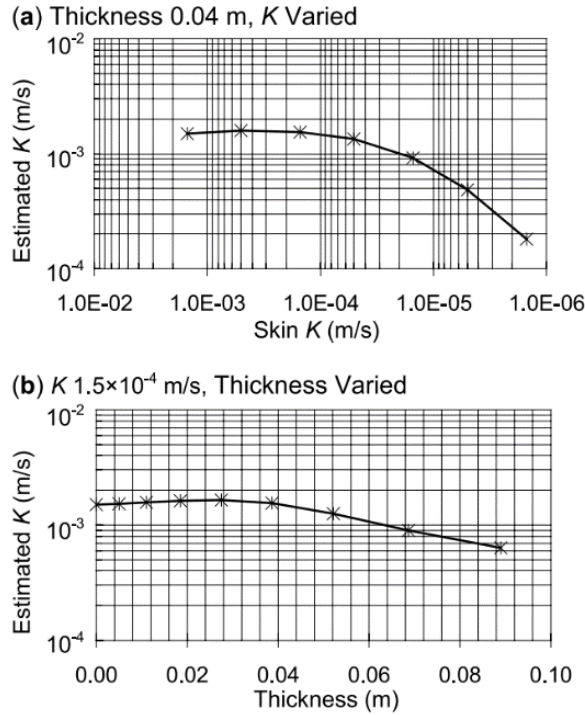 (a) Thickness 0.04 m, K Varied
10⁻²
10⁻³
10⁻⁴
Estimated K (m/s)
1.0E-02 1.0E-03 1.0E-04 1.0E-05 1.0E-06
Skin K (m/s)
(b) K 1.5×10⁻⁴ m/s, Thickness Varied
10⁻²
10⁻³
10⁻⁴
Estimated K (m/s)
0.00 0.02 0.04 0.06 0.08 0.10
Thickness (m)